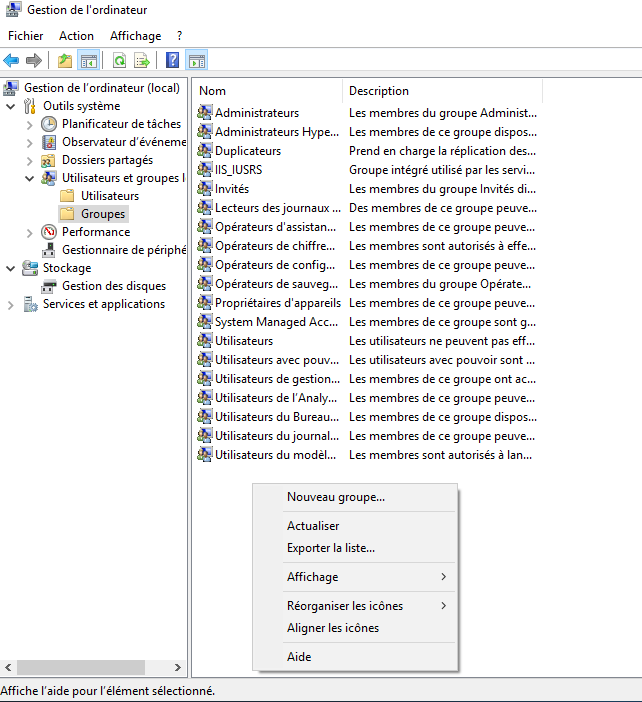 Gestion de l'ordinateur
Fichier Action Affichage ?
Gestion de l'ordinateur (local)
Outils système
Planificateur de tâches
Observateur d'événeme
Dossiers partagés
Utilisateurs et groupes l
Utilisateurs
Groupes
Performance
Gestionnaire de périphé
Stockage
Gestion des disques
Services et applications
Nom Description
Administrateurs Les membres du groupe Administ...
Administrateurs Hype... Les membres de ce groupe dispos...
Duplicateurs Prend en charge la réplication des...
IIS_IUSRS Groupe intégré utilisé par les servi...
Invités Les membres du groupe Invités di...
Lecteurs des journaux ... Des membres de ce groupe peuve...
Opérateurs d'assistan... Les membres de ce groupe peuve...
Opérateurs de chiffre... Les membres sont autorisés à effe...
Opérateurs de config... Les membres de ce groupe peuve...
Opérateurs de sauveg... Les membres du groupe Opérate...
Propriétaires d'appareils Les membres de ce groupe peuve...
System Managed Acc... Les membres de ce groupe sont g...
Utilisateurs Les utilisateurs ne peuvent pas eff...
Utilisateurs avec pouv... Les utilisateurs avec pouvoir sont ...
Utilisateurs de gestion... Les membres de ce groupe ont ac...
Utilisateurs de l'Analy... Les membres de ce groupe peuve...
Utilisateurs du Bureau... Les membres de ce groupe dispos...
Utilisateurs du journal... Les membres de ce groupe peuve...
Utilisateurs du modèl... Les membres sont autorisés à lan...
Nouveau groupe...
Actualiser
Exporter la liste...
Affichage
Réorganiser les icônes
Aligner les icônes
Aide
Affiche l'aide pour l'élément sélectionné.